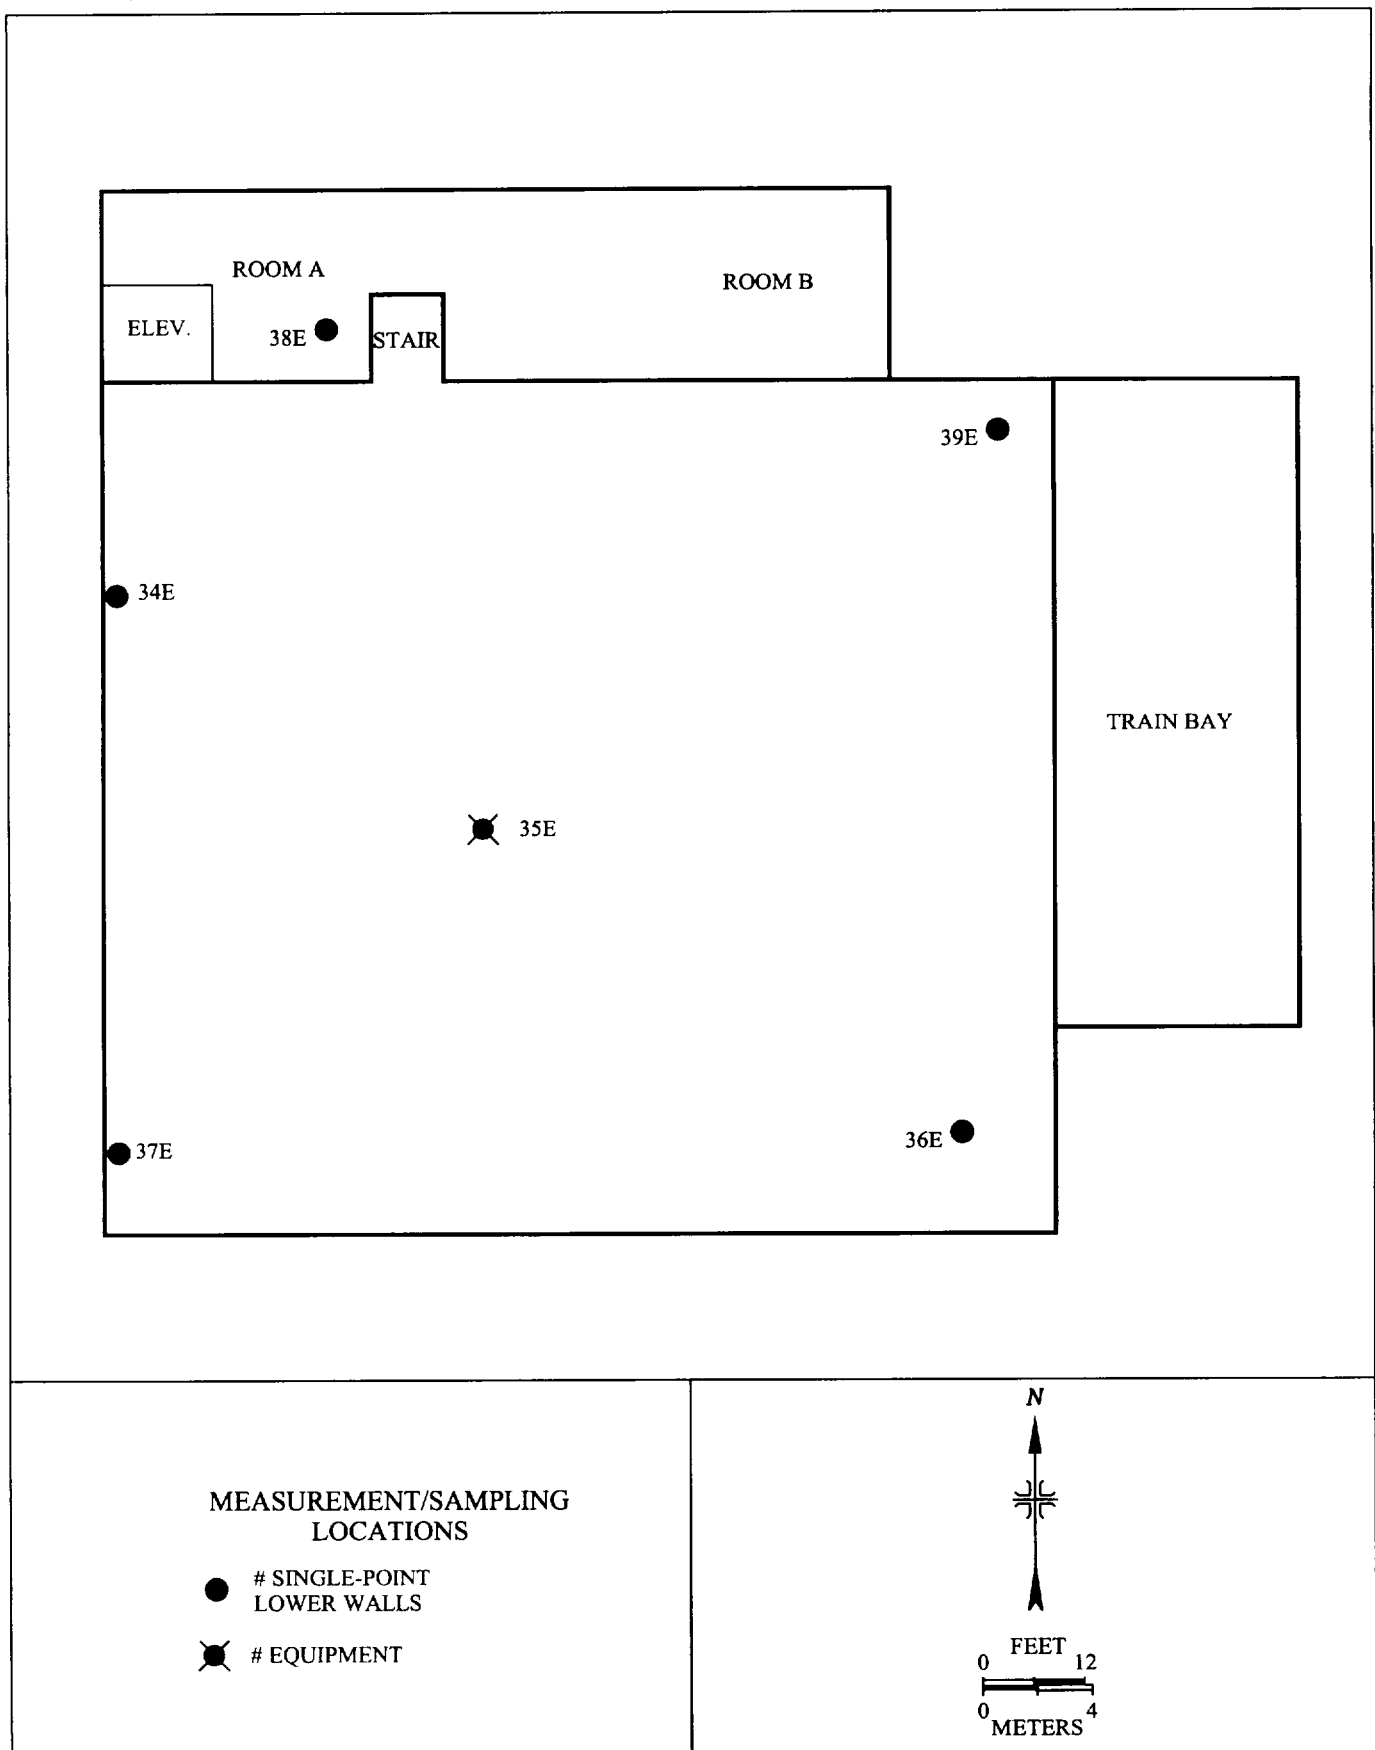 ROOM A
ROOM B
ELEV.
38E
STAIR
39E
34E
TRAIN BAY
35E
36E
37E
N
MEASUREMENT/SAMPLING
LOCATIONS
# SINGLE-POINT
LOWER WALLS
# EQUIPMENT
FEET
0 12
0 4
METERS